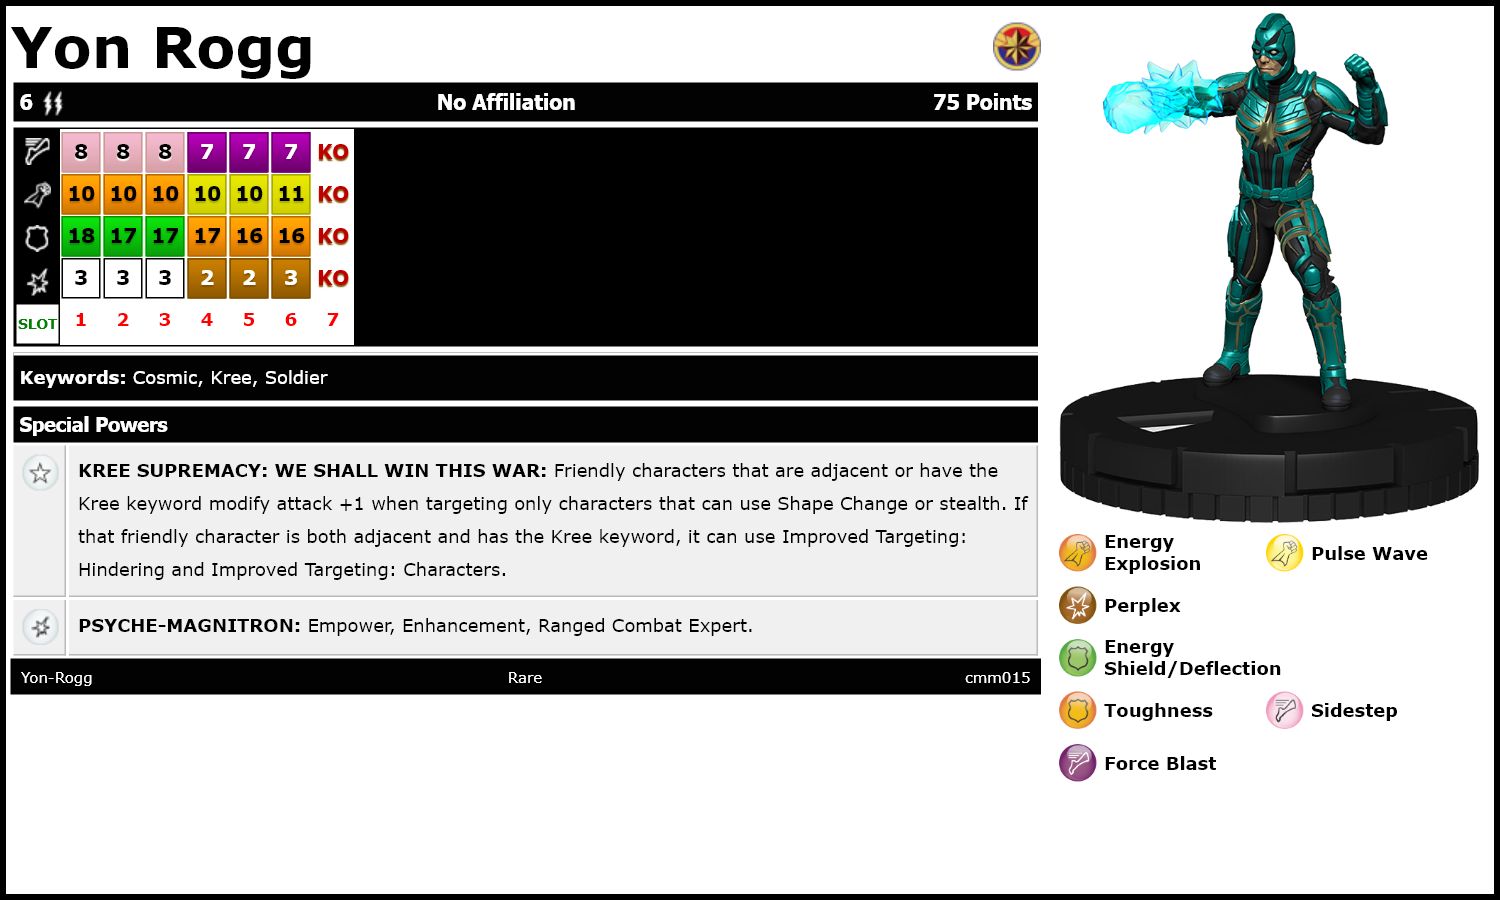 Yon Rogg
6 No Affiliation 75 Points
8 8 8 7 7 7 KO
10 10 10 10 10 11 KO
18 17 17 17 16 16 KO
3 3 3 2 2 3 KO
SLOT 1 2 3 4 5 6 7
Keywords: Cosmic, Kree, Soldier
Special Powers
KREE SUPREMACY: WE SHALL WIN THIS WAR: Friendly characters that are adjacent or have the
Kree keyword modify attack +1 when targeting only characters that can use Shape Change or stealth. If
that friendly character is both adjacent and has the Kree keyword, it can use Improved Targeting:
Hindering and Improved Targeting: Characters.
PSYCHE-MAGNITRON: Empower, Enhancement, Ranged Combat Expert.
Yon-Rogg Rare cmm015
Energy
Explosion
Pulse Wave
Perplex
Energy
Shield/Deflection
Toughness
Sidestep
Force Blast